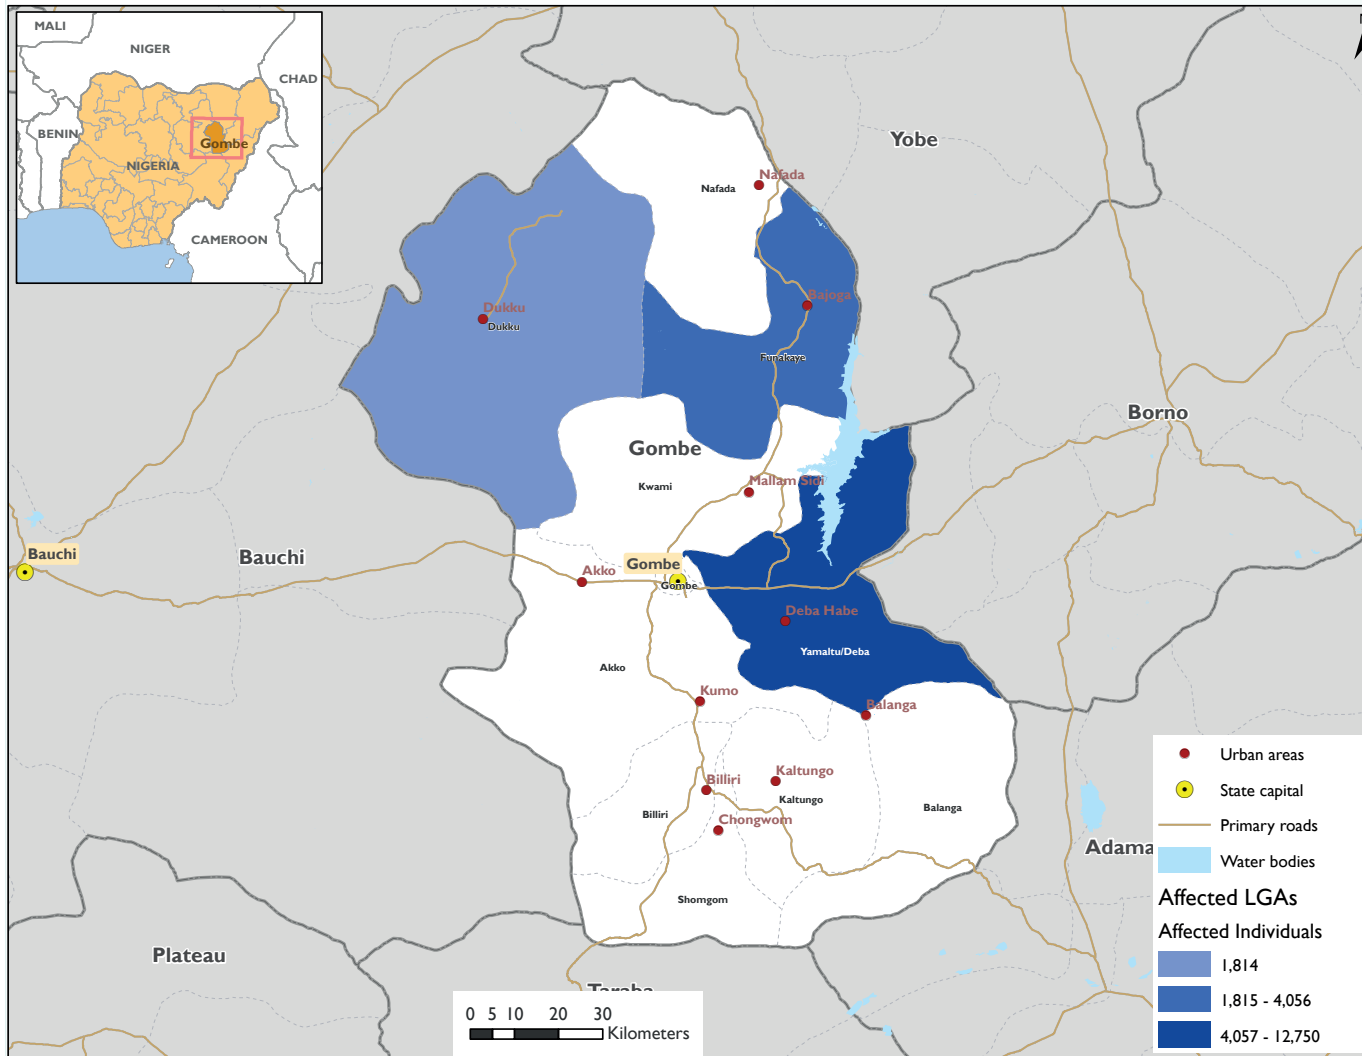 MALI
NIGER
CHAD
BENIN
Gombe
NIGERIA
CAMEROON
Yobe
Nafada
Nafada
Bajoga
Dukku
Dukku
Funakaye
Borno
Gombe
Mallam Sidi
Kwami
Bauchi
Bauchi
Gombe
Akko
Gombe
Deba Habe
Yamaltu/Deba
Akko
Kumo
Balanga
Kaltungo
Billiri
Kaltungo
Balanga
Billiri
Chongwom
Shomgom
Plateau
Taraba
Adama
Urban areas
State capital
Primary roads
Water bodies
Affected LGAs
Affected Individuals
1,814
1,815 - 4,056
4,057 - 12,750
0 5 10 20 30
Kilometers